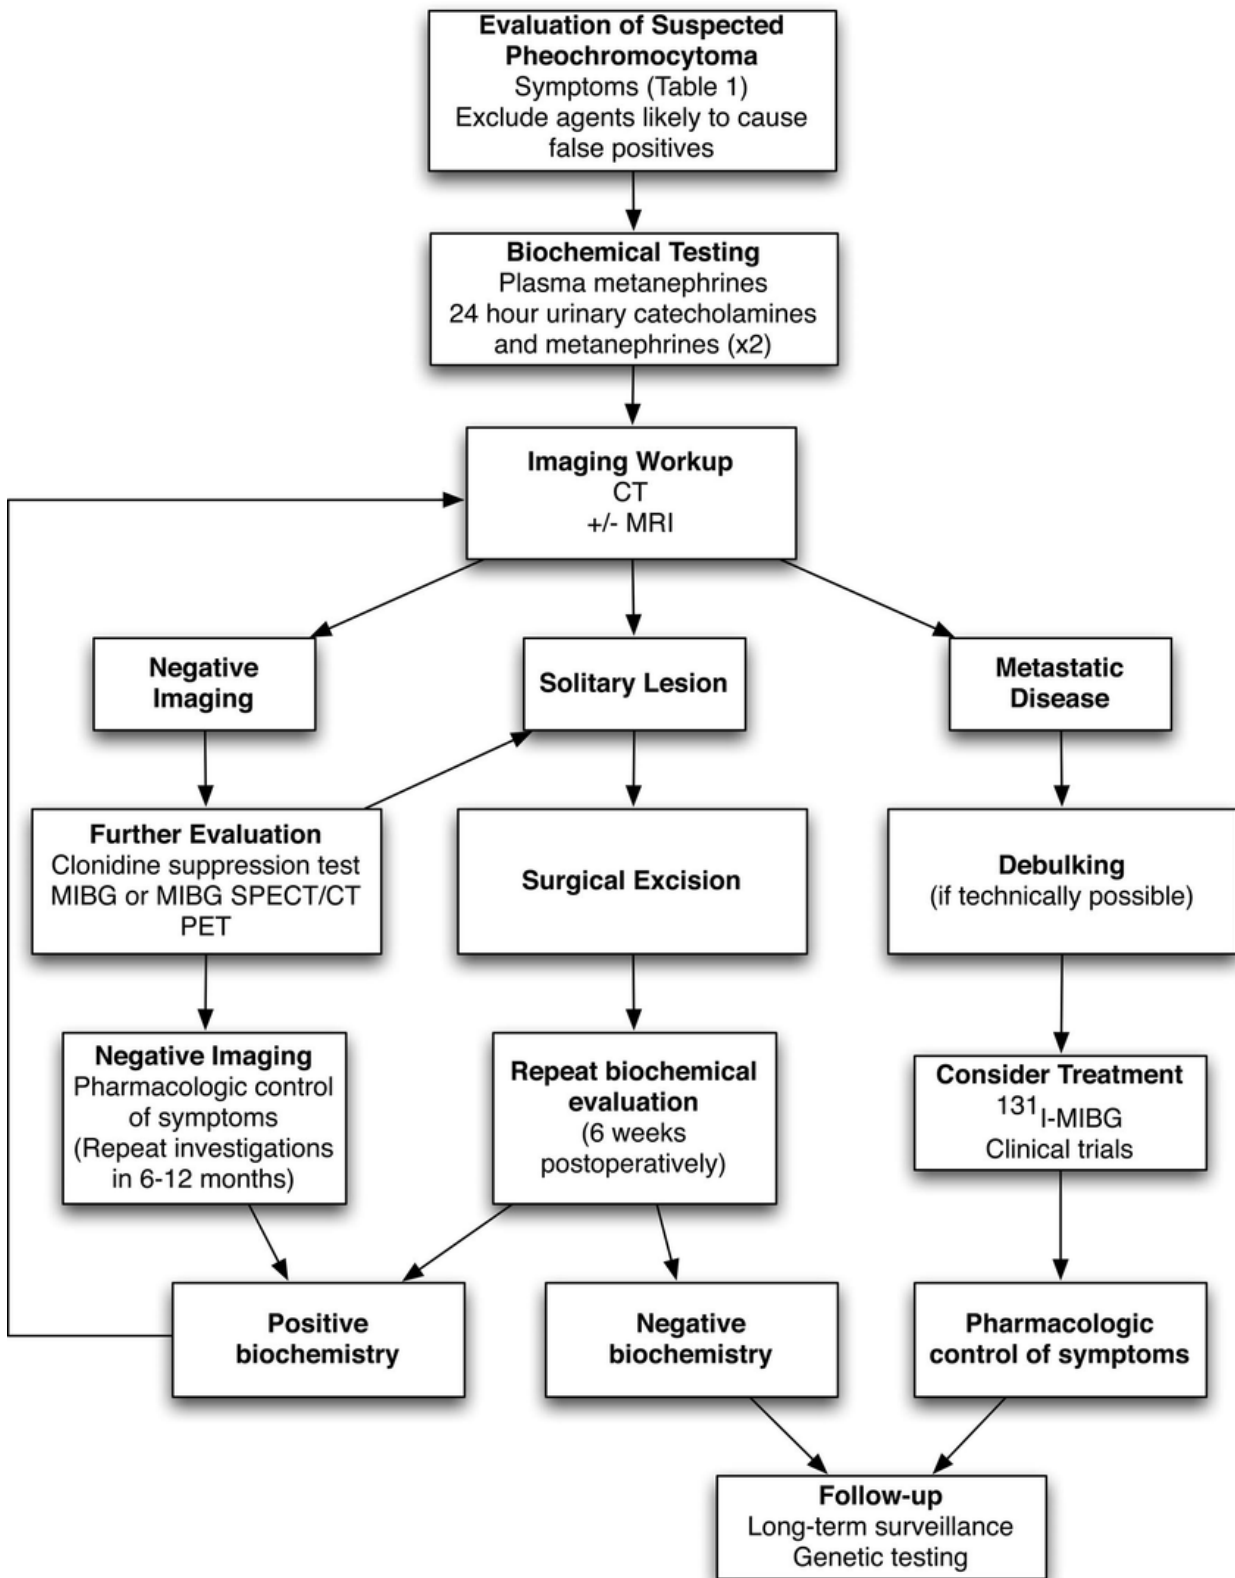 Evaluation of Suspected
Pheochromocytoma
Symptoms (Table 1)
Exclude agents likely to cause
false positives
Biochemical Testing
Plasma metanephrines
24 hour urinary catecholamines
and metanephrines (x2)
Imaging Workup
CT
+/- MRI
Negative
Imaging
Solitary Lesion
Metastatic
Disease
Further Evaluation
Clonidine suppression test
MIBG or MIBG SPECT/CT
PET
Surgical Excision
Debulking
(if technically possible)
Negative Imaging
Pharmacologic control
of symptoms
(Repeat investigations
in 6-12 months)
Repeat biochemical
evaluation
(6 weeks
postoperatively)
Consider Treatment
131I-MIBG
Clinical trials
Positive
biochemistry
Negative
biochemistry
Pharmacologic
control of symptoms
Follow-up
Long-term surveillance
Genetic testing